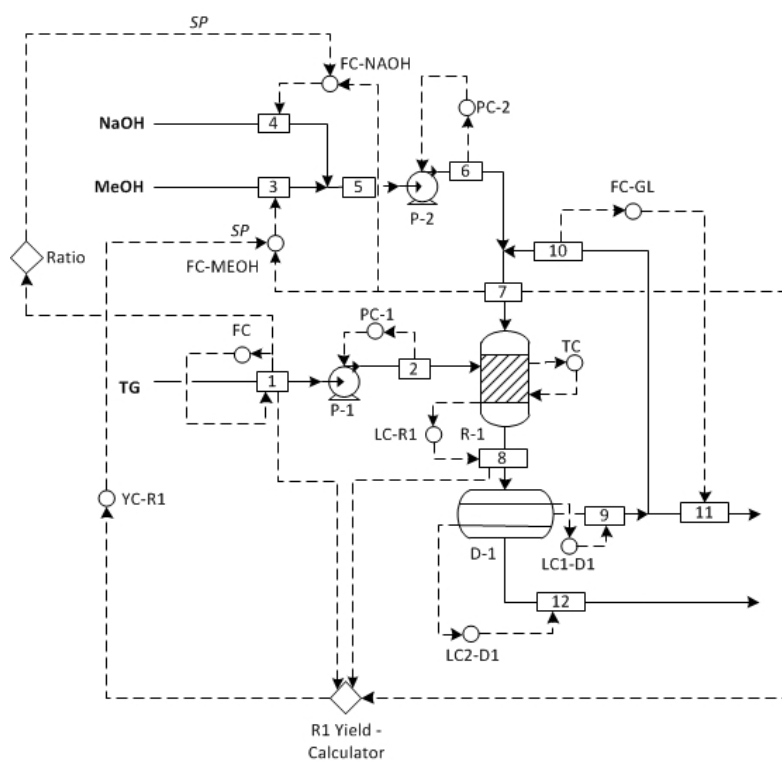 SP
FC-NAOH
NaOH
4
PC-2
6
MeOH
3
5
P-2
FC-GL
SP
10
Ratio
FC-MEOH
7
PC-1
FC
TC
2
TG
1
P-1
LC-R1
R-1
8
YC-R1
9
11
D-1
LC1-D1
12
LC2-D1
R1 Yield -
Calculator